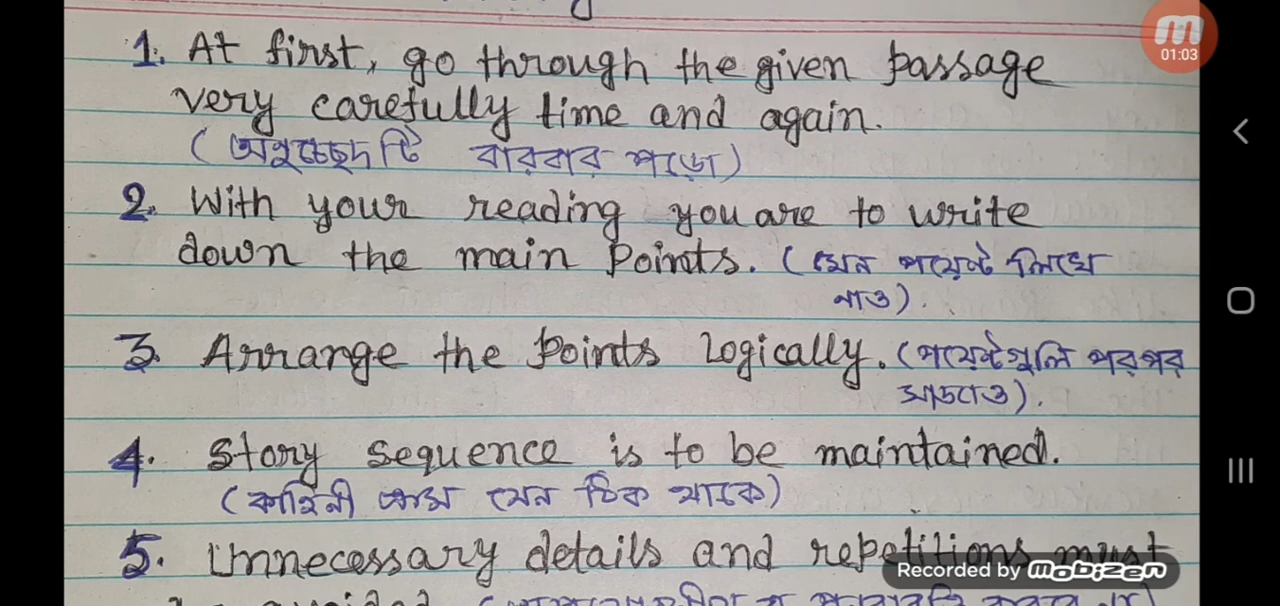 1. At first, go through the given passage
very carefully time and again.
(অনুচ্ছেদ টি বারবার পড়ো)
2. With your reading you are to write
down the main Points. (মেন পয়েন্ট লিখে
নাও).
3. Arrange the points Logically. (পয়েন্টগুলি পরপর
সাজাও).
4. Story sequence is to be maintained.
(কাহিনী ক্রম যেন ঠিক থাকে)
5. Unnecessary details and repetitions must
avoided
m
01:03
Recorded by mobizen